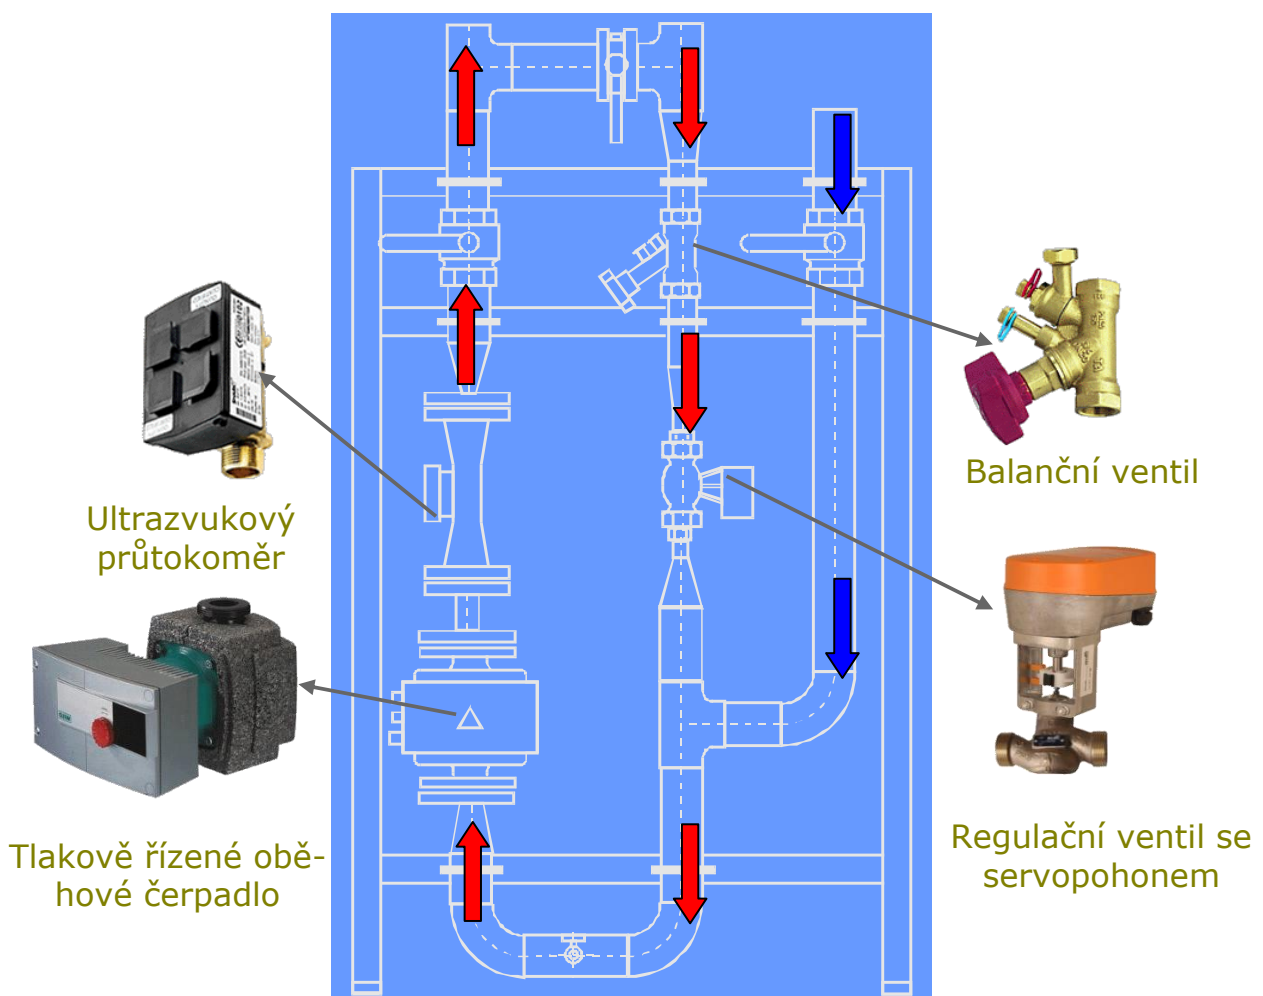 Ultrazvukový
průtokoměr
Tlakově řízené obě-
hové čerpadlo
Balanční ventil
Regulační ventil se
servopohonem